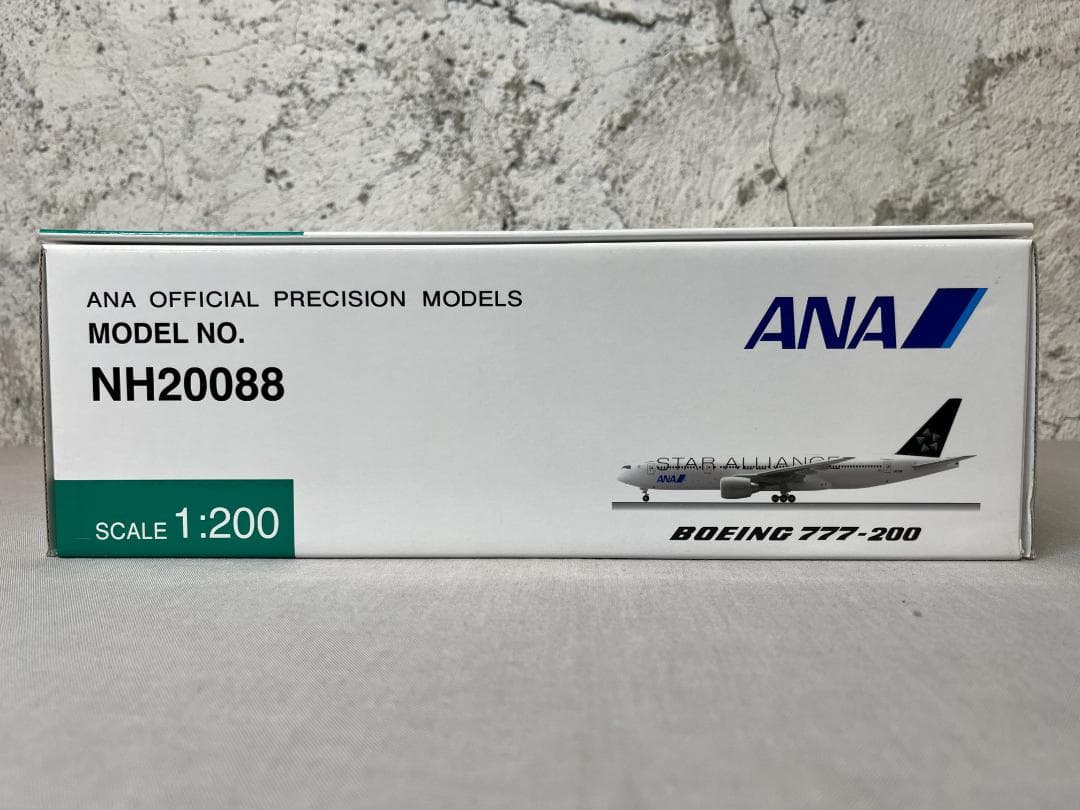 ANA OFFICIAL PRECISION MODELS
MODEL NO.
NH20088
ANA
STAR ALLIANCE
ANA
BOEING 777-200
SCALE 1:200